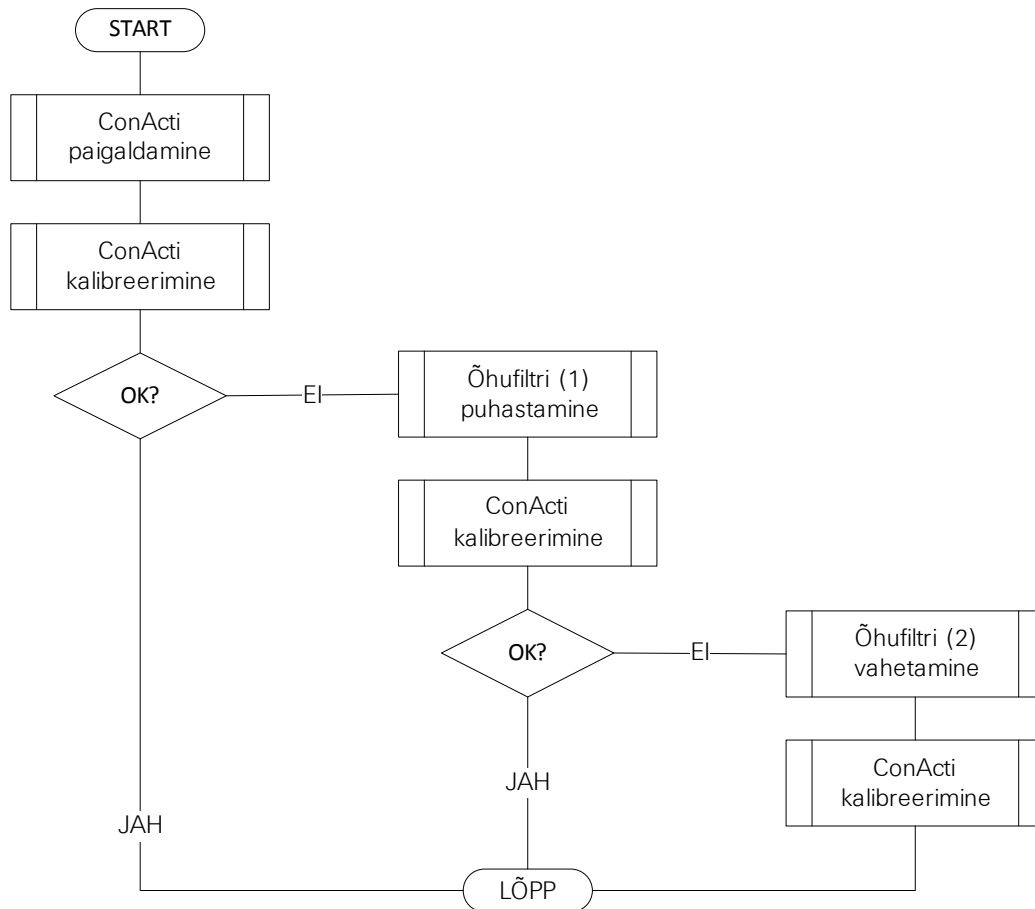 START
ConActi
paigaldamine
ConActi
kalibreerimine
OK?
EI
Õhufiltri (1)
puhastamine
ConActi
kalibreerimine
OK?
EI
Õhufiltri (2)
vahetamine
ConActi
kalibreerimine
JAH
JAH
LÕPP